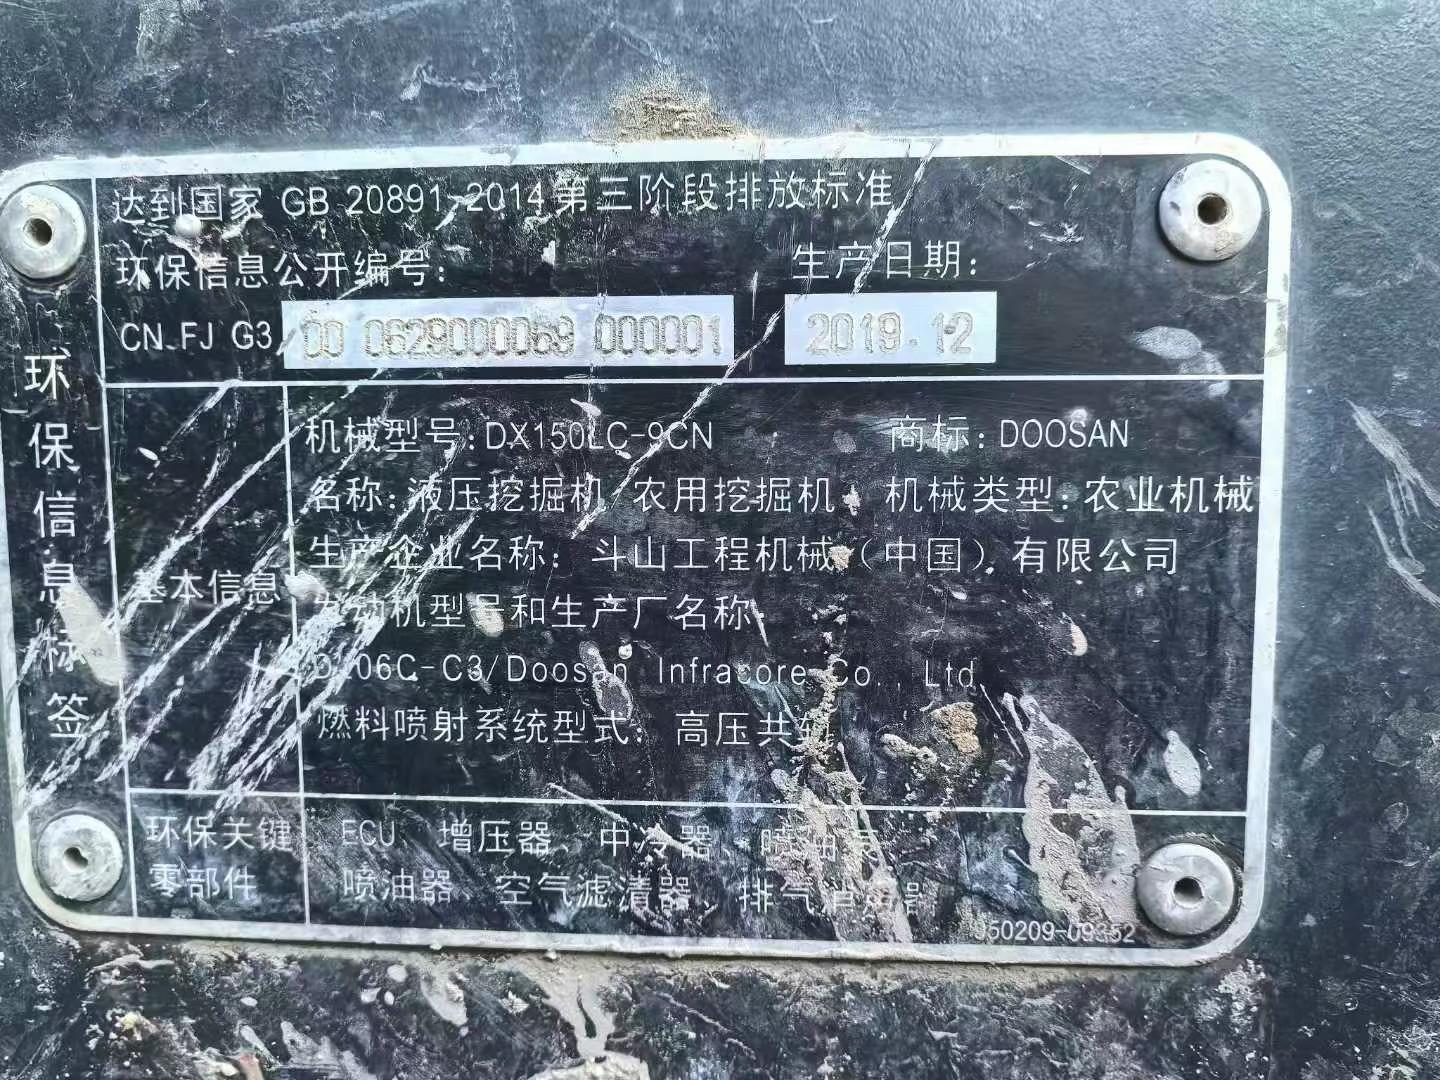 达到国家 GB 20891-2014第三阶段排放标准
环保信息公开编号: 生产日期:
CN FJ G3 00 0629000059 000001 2019.12
环保信息标签
基本信息
机械型号: DX150LC-9CN 商标: DOOSAN
名称: 液压挖掘机/农用挖掘机 机械类型: 农业机械
生产企业名称: 斗山工程机械(中国)有限公司
发动机型号和生产厂名称:
C3/Doosan Infracore Co., Ltd
燃料喷射系统型式: 高压共轨
环保关键
零部件
ECU、增压器、中冷器、喷油泵
喷油器、空气滤清器、排气消声器
950209-09352